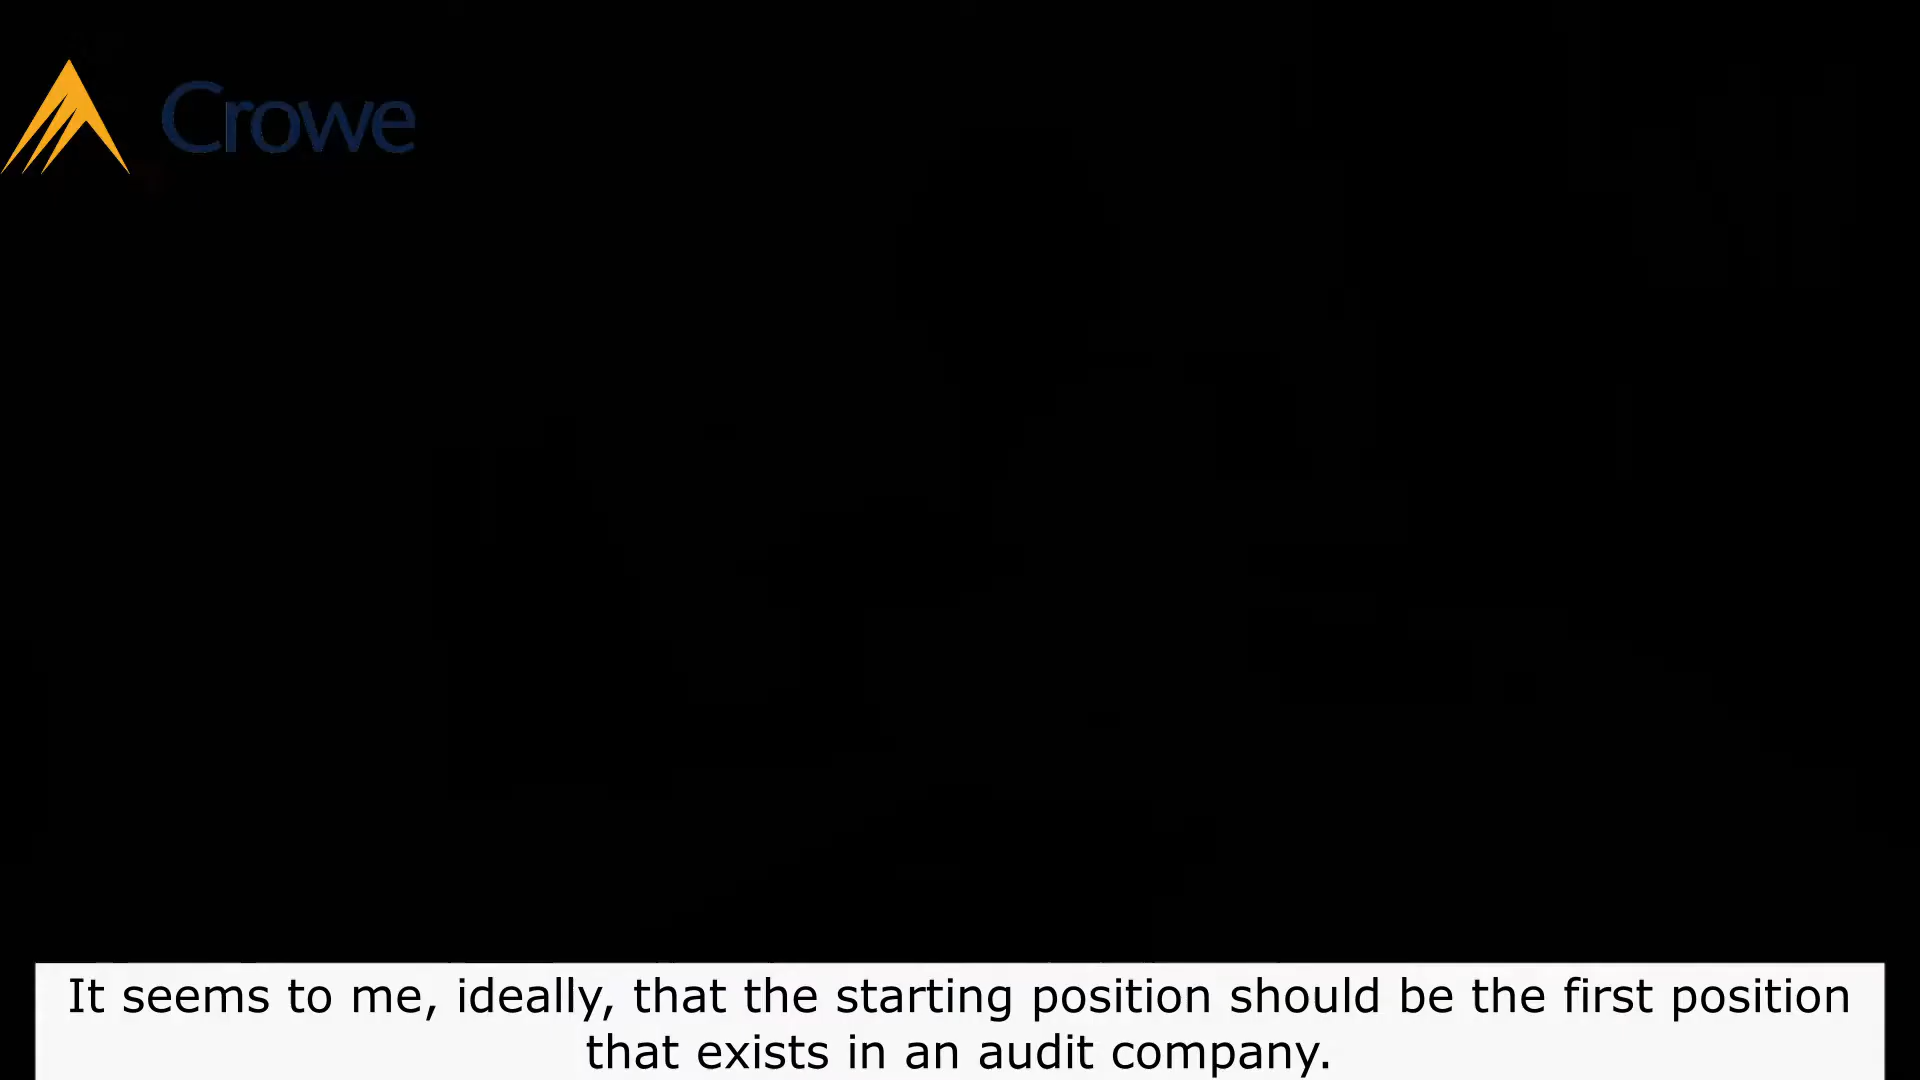 Crowe
It seems to me, ideally, that the starting position should be the first position
that exists in an audit company.